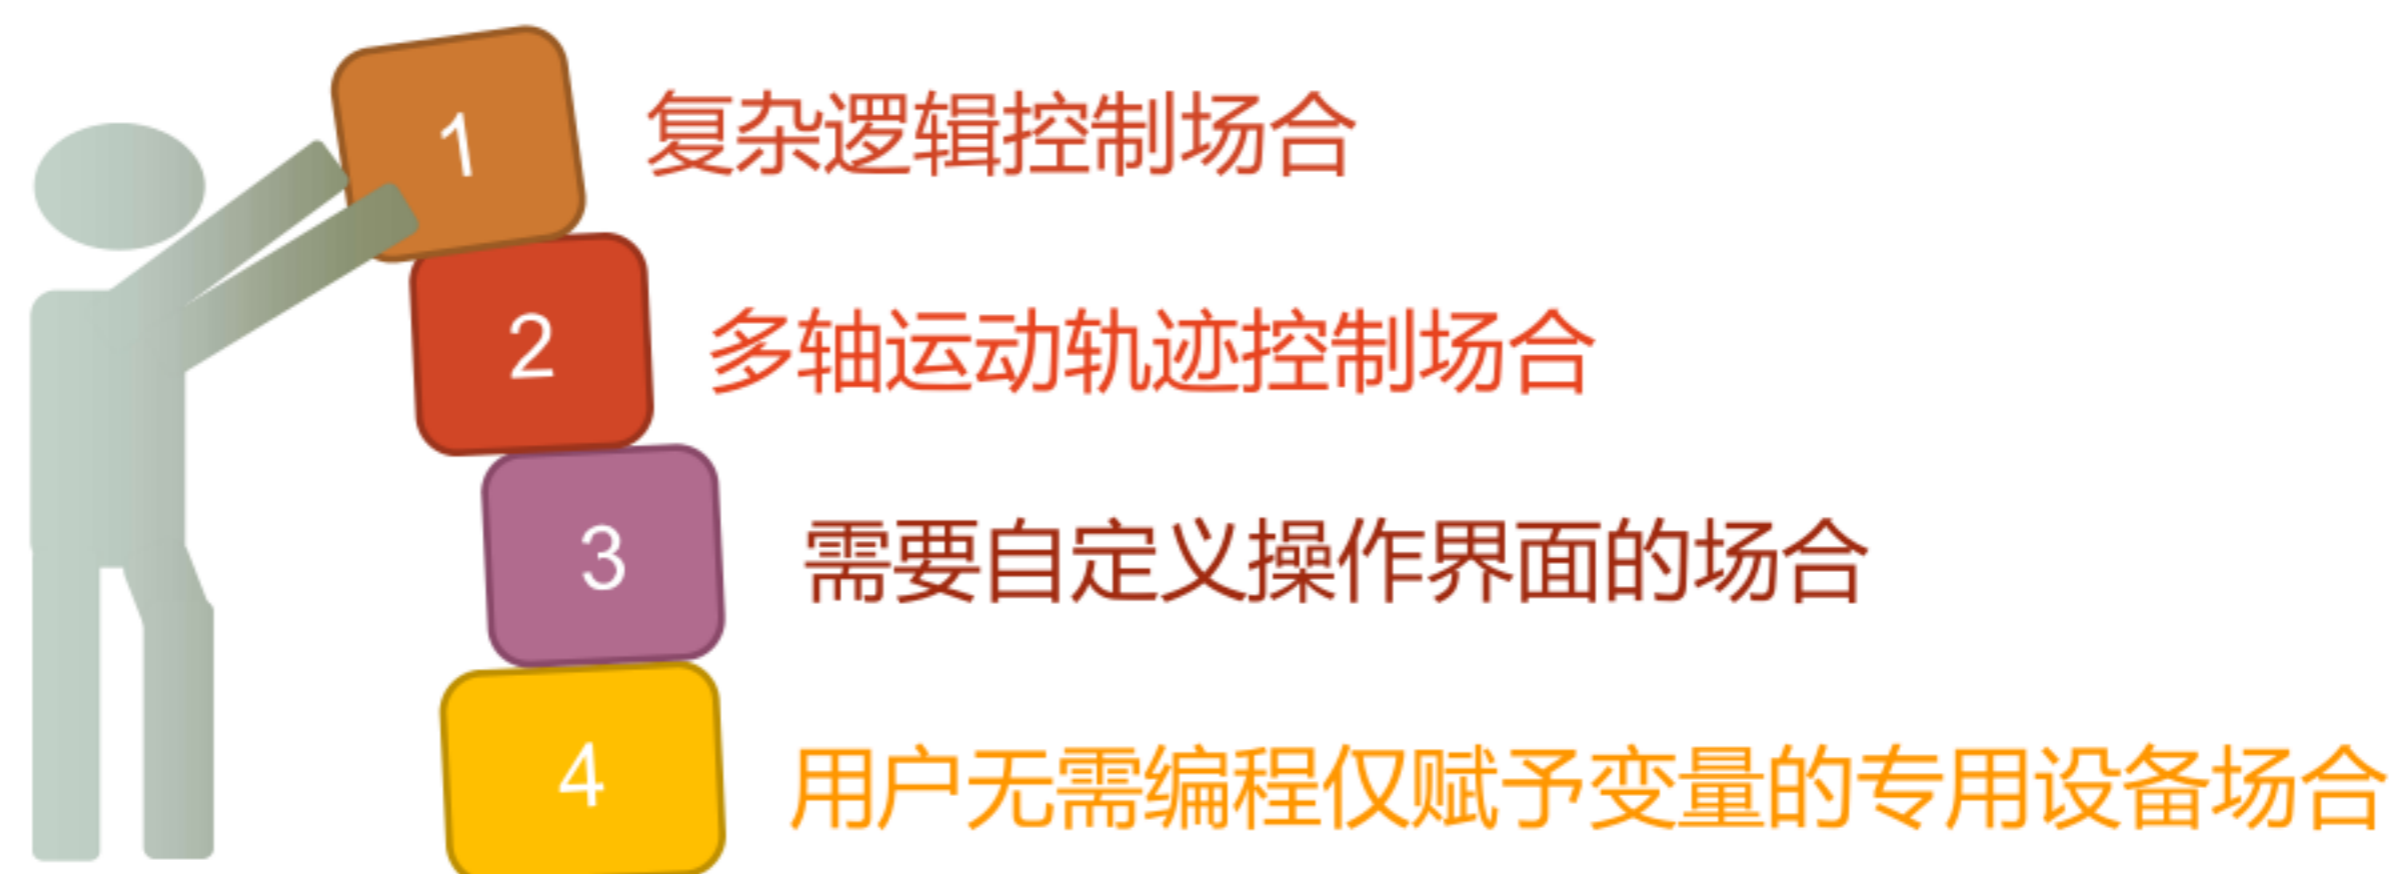 1 复杂逻辑控制场合
2 多轴运动轨迹控制场合
3 需要自定义操作界面的场合
4 用户无需编程仅赋予变量的专用设备场合